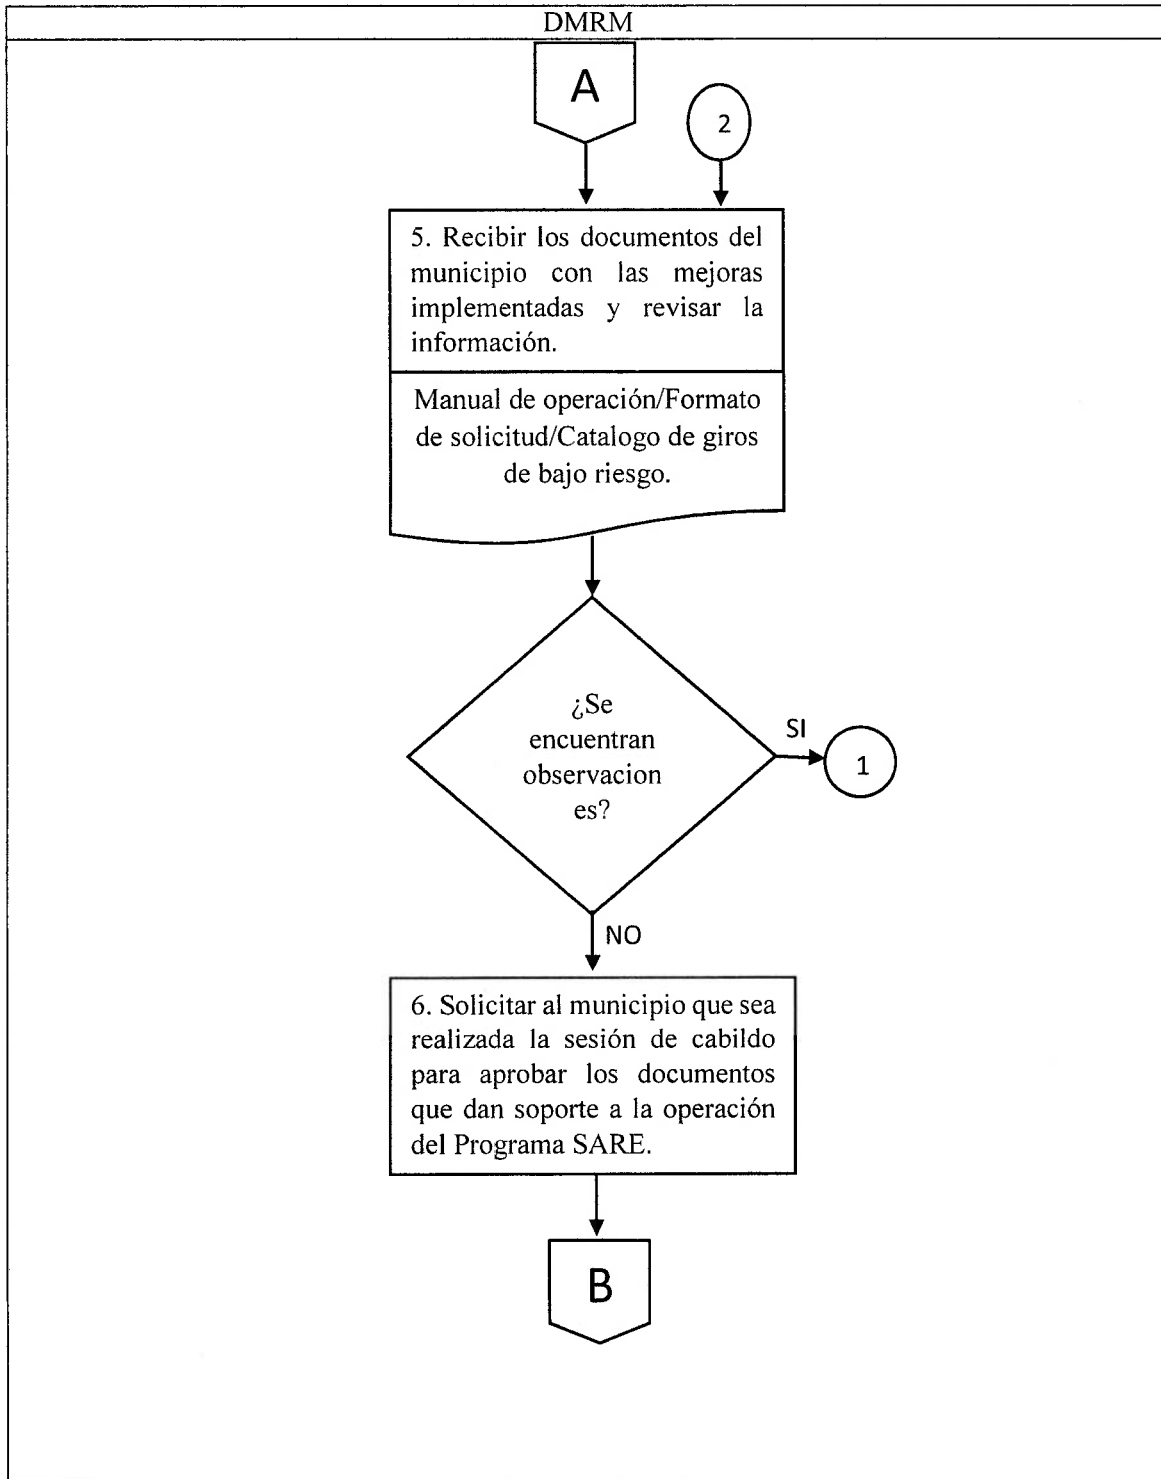 DMRM
A
2
5. Recibir los documentos del
municipio con las mejoras
implementadas y revisar la
información.
Manual de operación/Formato
de solicitud/Catalogo de giros
de bajo riesgo.
¿Se
encuentran
observacion
es?
SI
1
NO
6. Solicitar al municipio que sea
realizada la sesión de cabildo
para aprobar los documentos
que dan soporte a la operación
del Programa SARE.
B